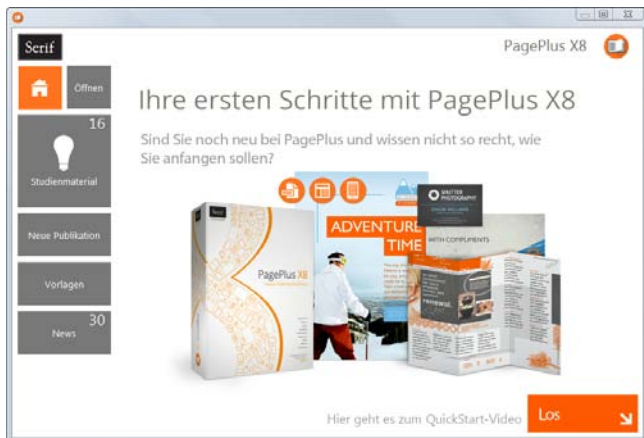 Serif
PagePlus X8
Öffnen
16
Studienmaterial
Neue Publikation
Vorlagen
30
News
Ihre ersten Schritte mit PagePlus X8
Sind Sie noch neu bei PagePlus und wissen nicht so recht, wie
Sie anfangen sollen?
Serif
PagePlus X8
ADVENTURE
TIME
SHUTTER
PHOTOGRAPHY
WITH COMPLIMENTS
renewal.
Hier geht es zum QuickStart-Video
Los